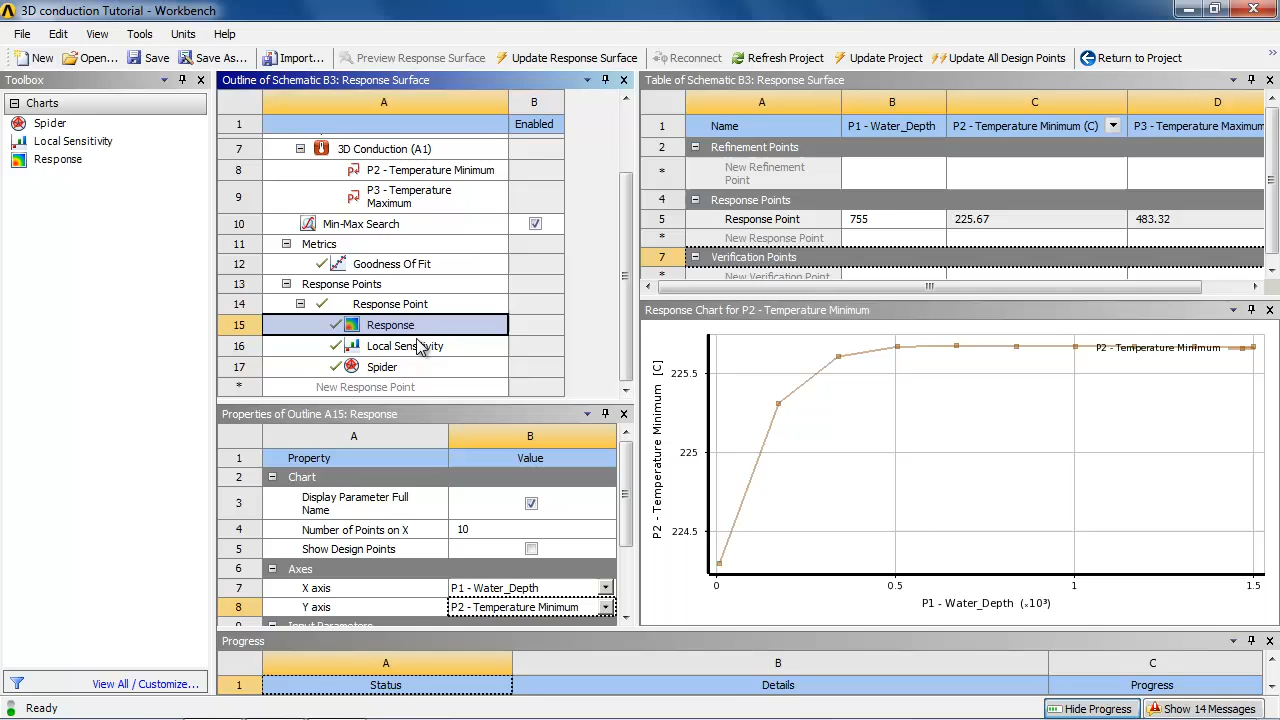 3D conduction Tutorial - Workbench
File Edit View Tools Units Help
New Open... Save Save As... Import... Preview Response Surface Update Response Surface Reconnect Refresh Project Update Project Update All Design Points Return to Project
Toolbox
Charts
Spider
Local Sensitivity
Response
View All / Customize...
Outline of Schematic B3: Response Surface
A B
1 Enabled
7 3D Conduction (A1)
8 P2 - Temperature Minimum
9 P3 - Temperature
Maximum
10 Min-Max Search
11 Metrics
12 Goodness Of Fit
13 Response Points
14 Response Point
15 Response
16 Local Sensitivity
17 Spider
* New Response Point
Properties of Outline A15: Response
A B
1 Property Value
2 Chart
3 Display Parameter Full
Name
4 Number of Points on X 10
5 Show Design Points
6 Axes
7 X axis P1 - Water_Depth
8 Y axis P2 - Temperature Minimum
9 Input Parameters
Table of Schematic B3: Response Surface
A B C D
1 Name P1 - Water_Depth P2 - Temperature Minimum (C) P3 - Temperature Maximum
2 Refinement Points
* New Refinement
Point
4 Response Points
5 Response Point 755 225.67 483.32
* New Response Point
7 Verification Points
* New Verification Point
Response Chart for P2 - Temperature Minimum
P2 - Temperature Minimum
P2 - Temperature Minimum [C]
225.5
225
224.5
0 0.5 1 1.5
P1 - Water_Depth (ₓ10³)
Progress
A B C
1 Status Details Progress
Ready Hide Progress Show 14 Messages